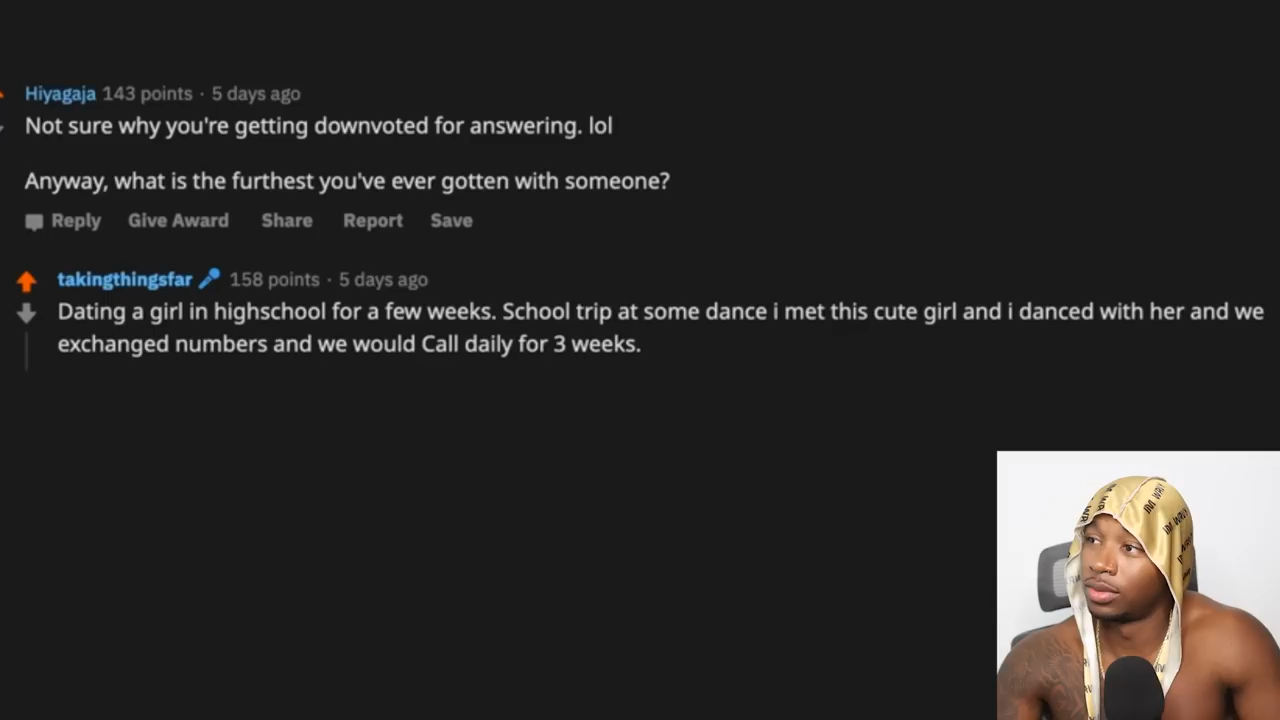 Hiyagaja 143 points · 5 days ago
Not sure why you're getting downvoted for answering. lol
Anyway, what is the furthest you've ever gotten with someone?
Reply Give Award Share Report Save
takingthingsfar 158 points · 5 days ago
Dating a girl in highschool for a few weeks. School trip at some dance i met this cute girl and i danced with her and we
exchanged numbers and we would Call daily for 3 weeks.